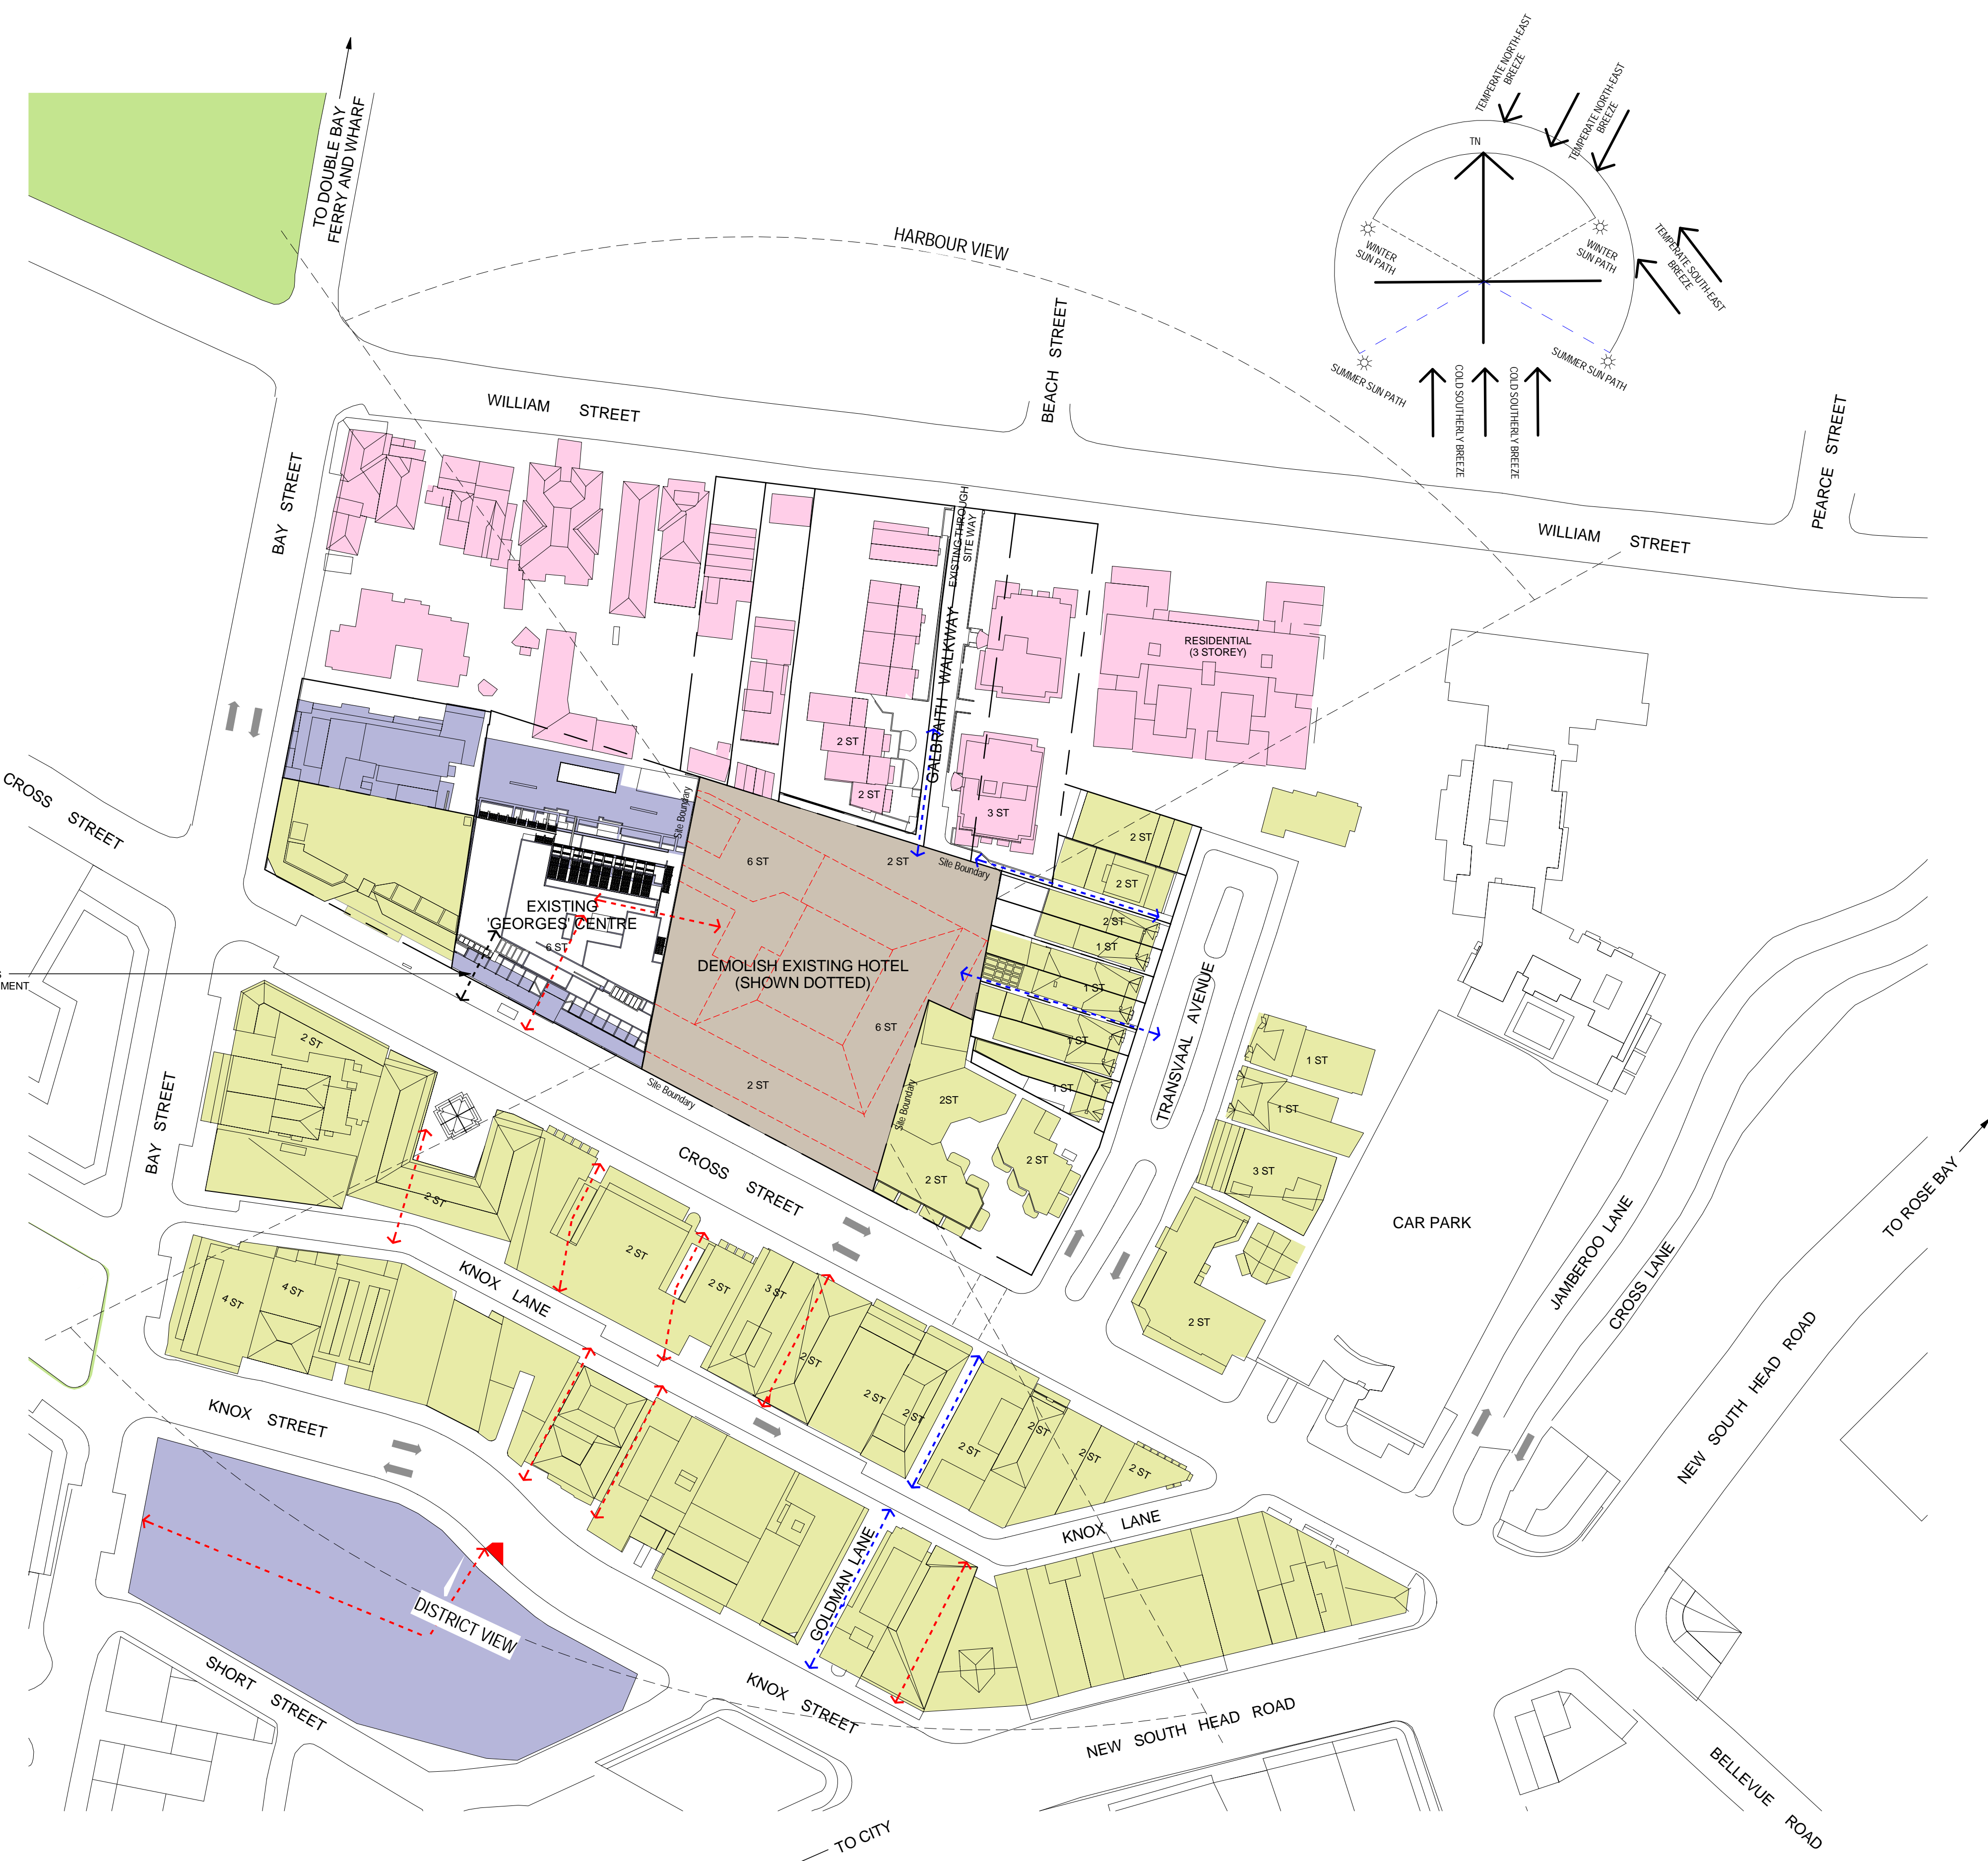 TEMPERATE NORTH-EAST
BREEZE
TEMPERATE NORTH-EAST
BREEZE
TN
WINTER
SUN PATH
WINTER
SUN PATH
TEMPERATE SOUTH-EAST
BREEZE
SUMMER SUN PATH
SUMMER SUN PATH
COLD SOUTHERLY BREEZE
COLD SOUTHERLY BREEZE
TO DOUBLE BAY
FERRY AND WHARF
HARBOUR VIEW
BEACH STREET
WILLIAM STREET
PEARCE STREET
WILLIAM STREET
BAY STREET
EXISTING THROUGH
SITE WAY
GALBRAITH WALKWAY
RESIDENTIAL
(3 STOREY)
2 ST
2 ST
3 ST
CROSS STREET
Site Boundary
6 ST
2 ST
Site Boundary
2 ST
2 ST
2 ST
1 ST
1 ST
1 ST
1 ST
EXISTING
'GEORGES' CENTRE
6 ST
DEMOLISH EXISTING HOTEL
(SHOWN DOTTED)
6 ST
2 ST
Site Boundary
Site Boundary
2ST
2 ST
2 ST
TRANSVAAL AVENUE
1 ST
1 ST
3 ST
2 ST
CAR PARK
JAMBEROO LANE
CROSS LANE
TO ROSE BAY
NEW SOUTH HEAD ROAD
MENT
BAY STREET
2 ST
2 ST
CROSS STREET
2 ST
2 ST
3 ST
2 ST
2 ST
2 ST
2 ST
2 ST
2 ST
2 ST
KNOX LANE
4 ST
4 ST
KNOX STREET
KNOX LANE
GOLDMAN LANE
DISTRICT VIEW
SHORT STREET
KNOX STREET
NEW SOUTH HEAD ROAD
BELLEVUE ROAD
TO CITY